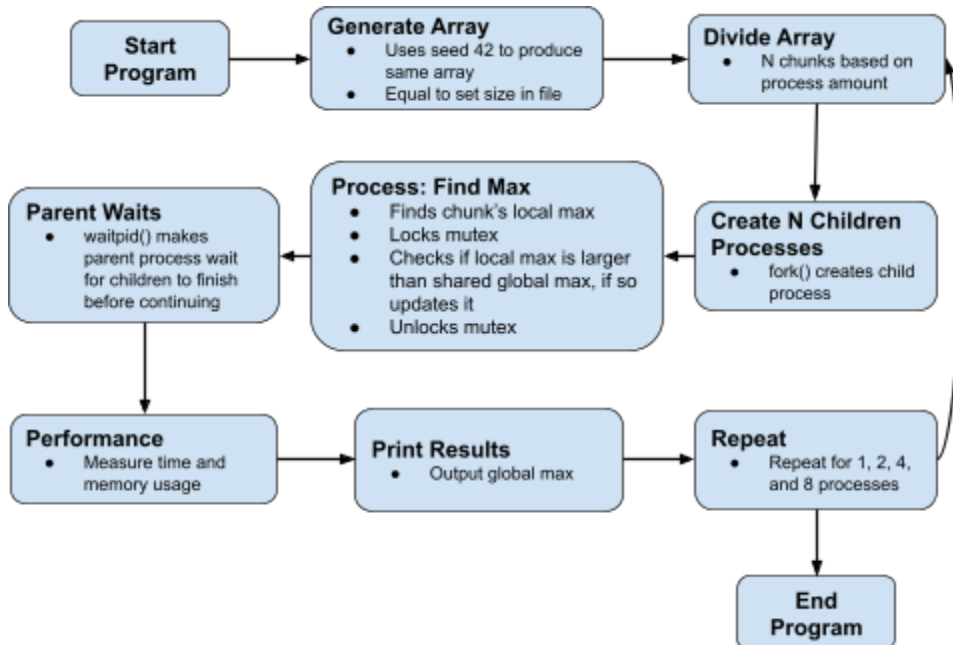 Start
Program
Generate Array
● Uses seed 42 to produce
same array
● Equal to set size in file
Divide Array
● N chunks based on
process amount
Create N Children
Processes
● fork() creates child
process
Process: Find Max
● Finds chunk's local max
● Locks mutex
● Checks if local max is larger
than shared global max, if so
updates it
● Unlocks mutex
Parent Waits
● waitpid() makes
parent process wait
for children to finish
before continuing
Performance
● Measure time and
memory usage
Print Results
● Output global max
Repeat
● Repeat for 1, 2, 4,
and 8 processes
End
Program